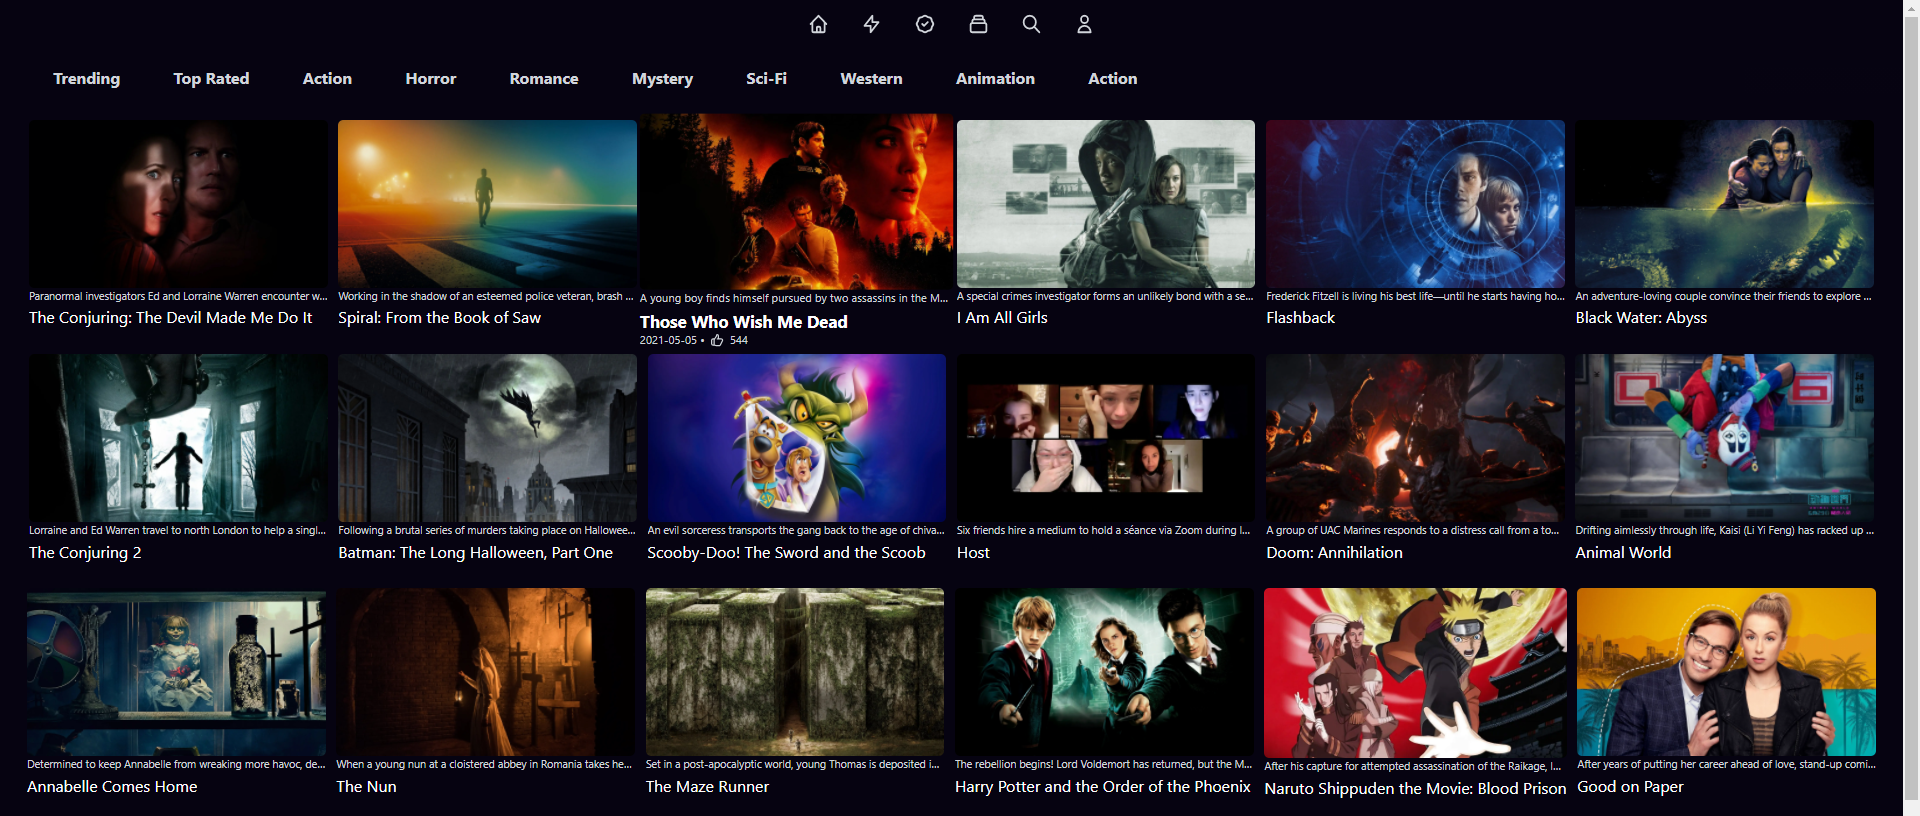 Trending Top Rated Action Horror Romance Mystery Sci-Fi Western Animation Action
Paranormal investigators Ed and Lorraine Warren encounter w...
The Conjuring: The Devil Made Me Do It
Working in the shadow of an esteemed police veteran, brash ...
Spiral: From the Book of Saw
A young boy finds himself pursued by two assassins in the M...
Those Who Wish Me Dead
2021-05-05 • 544
A special crimes investigator forms an unlikely bond with a se...
I Am All Girls
Frederick Fitzell is living his best life—until he starts having ho...
Flashback
An adventure-loving couple convince their friends to explore ...
Black Water: Abyss
Lorraine and Ed Warren travel to north London to help a singl...
The Conjuring 2
Following a brutal series of murders taking place on Hallowee...
Batman: The Long Halloween, Part One
An evil sorceress transports the gang back to the age of chiva...
Scooby-Doo! The Sword and the Scoob
Six friends hire a medium to hold a séance via Zoom during l...
Host
A group of UAC Marines responds to a distress call from a to...
Doom: Annihilation
Drifting aimlessly through life, Kaisi (Li Yi Feng) has racked up ...
Animal World
Determined to keep Annabelle from wreaking more havoc, de...
Annabelle Comes Home
When a young nun at a cloistered abbey in Romania takes he...
The Nun
Set in a post-apocalyptic world, young Thomas is deposited i...
The Maze Runner
The rebellion begins! Lord Voldemort has returned, but the M...
Harry Potter and the Order of the Phoenix
After his capture for attempted assassination of the Raikage, l...
Naruto Shippuden the Movie: Blood Prison
After years of putting her career ahead of love, stand-up comi...
Good on Paper